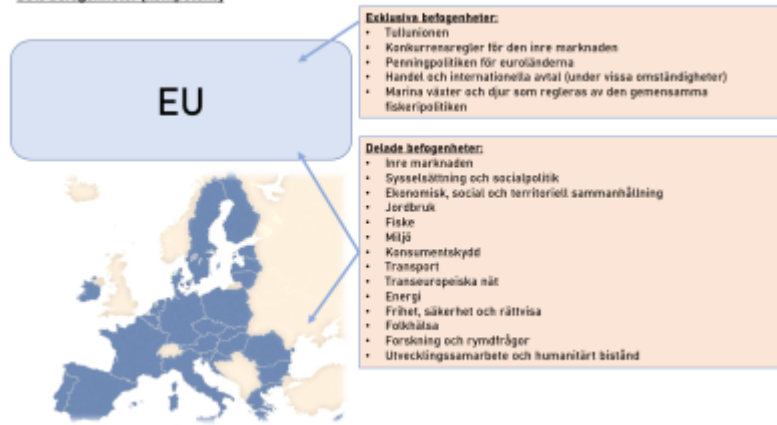 EU
Exklusiva befogenheter:
• Tullunionen
• Konkurrensregler för den inre marknaden
• Penningpolitiken för euroländerna
• Handel och internationella avtal (under vissa omständigheter)
• Marina växter och djur som regleras av den gemensamma
fiskeripolitiken
Delade befogenheter:
• Inre marknaden
• Sysselsättning och socialpolitik
• Ekonomisk, social och territoriell sammanhållning
• Jordbruk
• Fiske
• Miljö
• Konsumentskydd
• Transport
• Transeuropeiska nät
• Energi
• Frihet, säkerhet och rättvisa
• Folkhälsa
• Forskning och rymdfrågor
• Utvecklingssamarbete och humanitärt bistånd